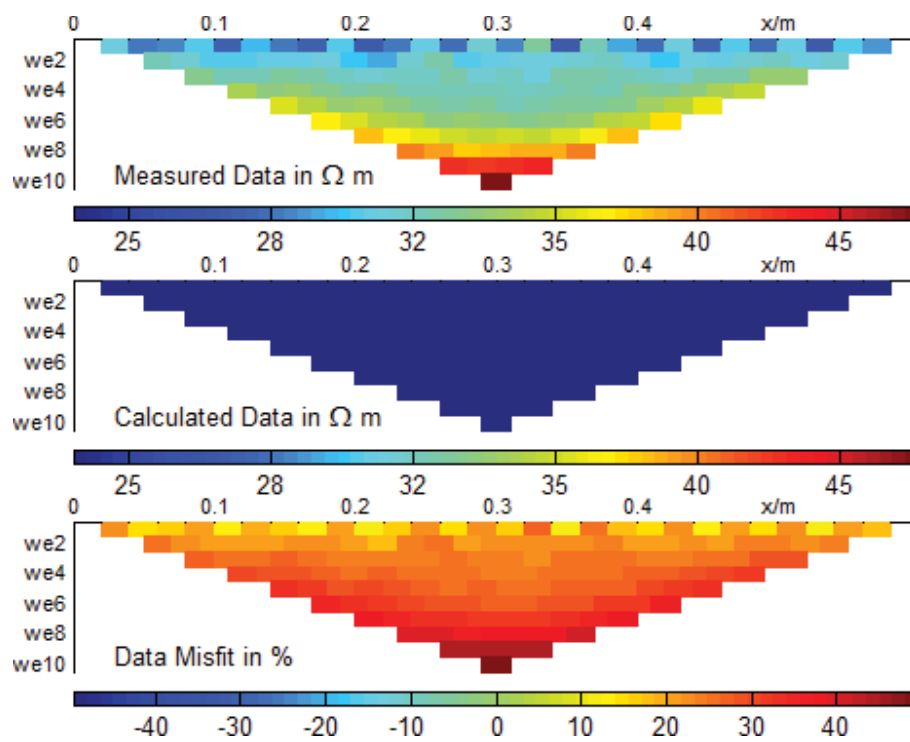 0 0.1 0.2 0.3 0.4 x/m
we2
we4
we6
we8
we10
Measured Data in Ω m
25 28 32 35 40 45
0 0.1 0.2 0.3 0.4 x/m
we2
we4
we6
we8
we10
Calculated Data in Ω m
25 28 32 35 40 45
0 0.1 0.2 0.3 0.4 x/m
we2
we4
we6
we8
we10
Data Misfit in %
-40 -30 -20 -10 0 10 20 30 40